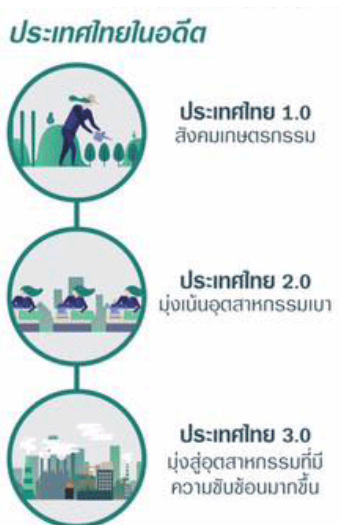 ประเทศไทยในอดีต
ประเทศไทย 1.0
สังคมเกษตรกรรม
ประเทศไทย 2.0
มุ่งเน้นอุตสาหกรรมเบา
ประเทศไทย 3.0
มุ่งสู่อุตสาหกรรมที่มี
ความซับซ้อนมากขึ้น